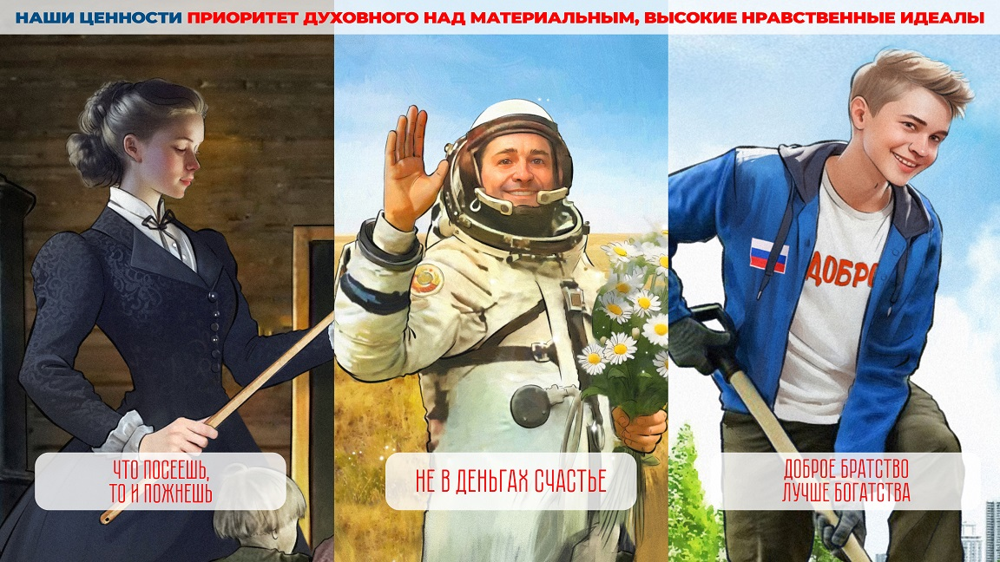 НАШИ ЦЕННОСТИ ПРИОРИТЕТ ДУХОВНОГО НАД МАТЕРИАЛЬНЫМ, ВЫСОКИЕ НРАВСТВЕННЫЕ ИДЕАЛЫ
ЧТО ПОСЕЕШЬ,
ТО И ПОЖНЕШЬ
НЕ В ДЕНЬГАХ СЧАСТЬЕ
ДОБРО
ДОБРОЕ БРАТСТВО
ЛУЧШЕ БОГАТСТВА